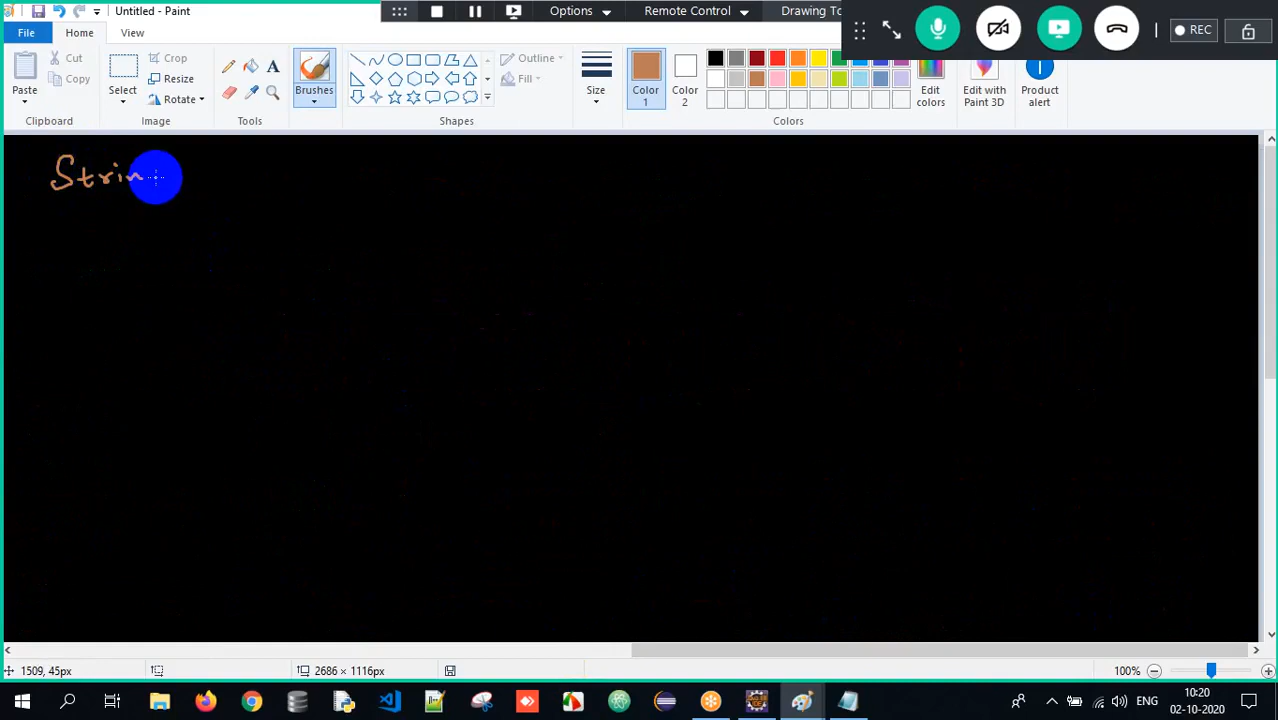 Untitled - Paint
Options
Remote Control
Drawing To
REC
File
Home
View
Paste
Cut
Copy
Clipboard
Select
Crop
Resize
Rotate
Image
A
Tools
Brushes
Outline
Fill
Shapes
Size
Color
1
Color
2
Edit
colors
Colors
Edit with
Paint 3D
Product
alert
Strin
1509, 45px
2686 × 1116px
100%
ENG
10:20
02-10-2020